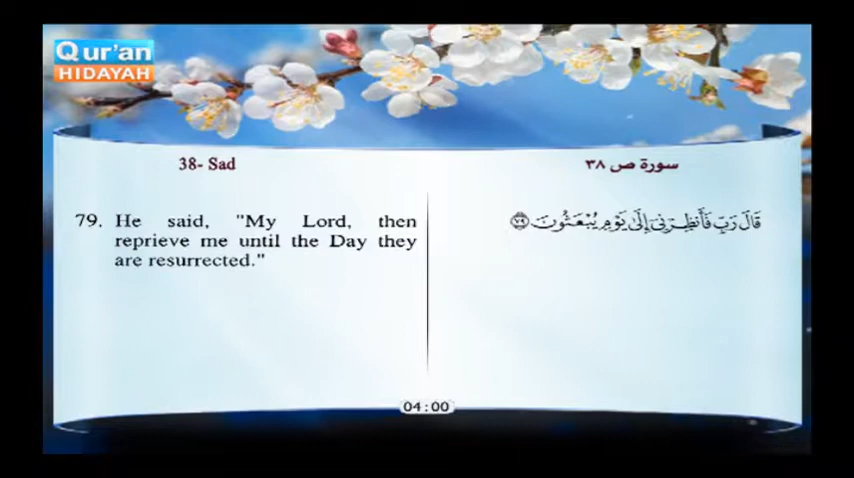 Qur'an
HIDAYAH
38- Sad
سورة ص ٣٨
79. He said, "My Lord, then
reprieve me until the Day they
are resurrected."
قَالَ رَبِّ فَأَنظِرْنِي إِلَىٰ يَوْمِ يُبْعَثُونَ ٧٩
04:00